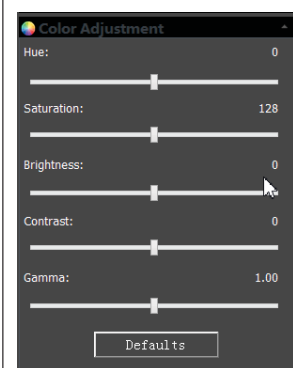 Color Adjustment
Hue: 0
Saturation: 128
Brightness: 0
Contrast: 0
Gamma: 1.00
Defaults